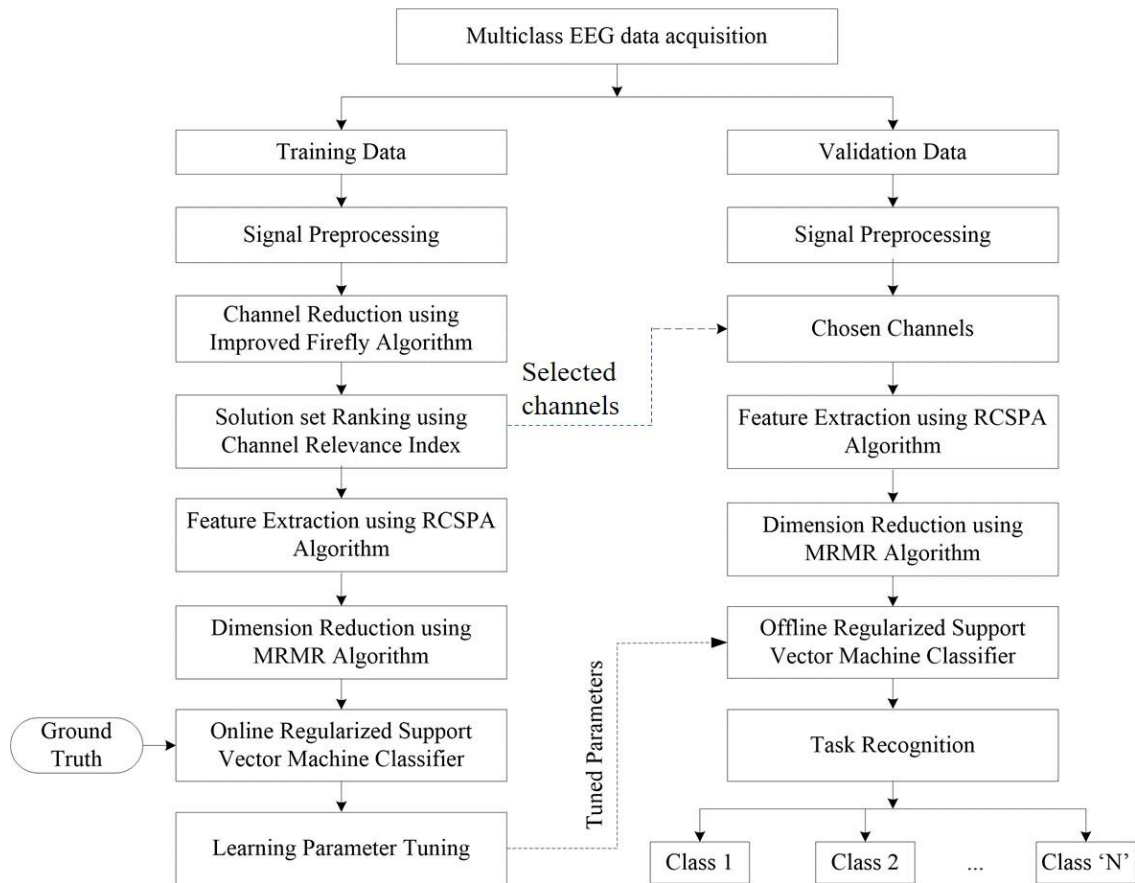 Multiclass EEG data acquisition
Training Data
Signal Preprocessing
Channel Reduction using
Improved Firefly Algorithm
Solution set Ranking using
Channel Relevance Index
Feature Extraction using RCSPA
Algorithm
Dimension Reduction using
MRMR Algorithm
Ground
Truth
Online Regularized Support
Vector Machine Classifier
Learning Parameter Tuning
Selected
channels
Tuned Parameters
Validation Data
Signal Preprocessing
Chosen Channels
Feature Extraction using RCSPA
Algorithm
Dimension Reduction using
MRMR Algorithm
Offline Regularized Support
Vector Machine Classifier
Task Recognition
Class 1
Class 2
...
Class ‘N’